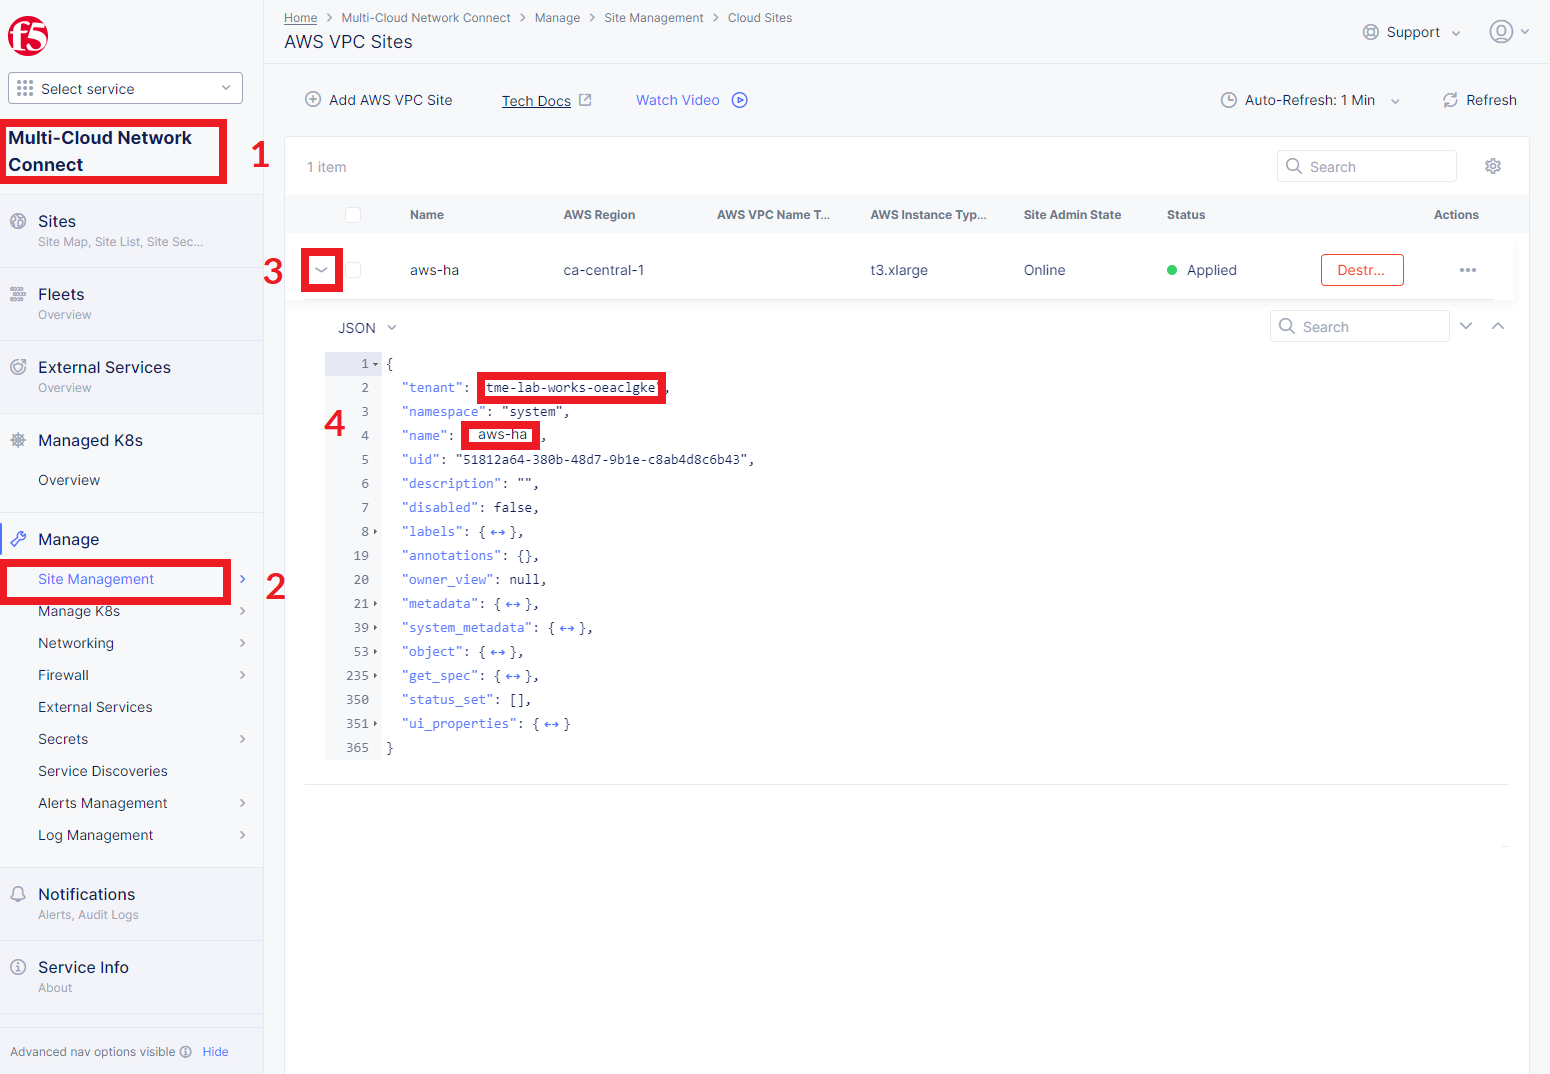 f5
Select service
Multi-Cloud Network
Connect
1
Sites
Site Map, Site List, Site Sec...
Fleets
Overview
External Services
Overview
Managed K8s
Overview
Manage
Site Management
2
Manage K8s
Networking
Firewall
External Services
Secrets
Service Discoveries
Alerts Management
Log Management
Notifications
Alerts, Audit Logs
Service Info
About
Advanced nav options visible Hide
Home > Multi-Cloud Network Connect > Manage > Site Management > Cloud Sites
AWS VPC Sites
Support
Add AWS VPC Site Tech Docs Watch Video Auto-Refresh: 1 Min Refresh
1 item Search
Name AWS Region AWS VPC Name T... AWS Instance Typ... Site Admin State Status Actions
3 aws-ha ca-central-1 t3.xlarge Online Applied Destr... •••
JSON Search
1 {
2 "tenant": "tme-lab-works-oeaclgke",
3 "namespace": "system",
4
4 "name": aws-ha ,
5 "uid": "51812a64-380b-48d7-9b1e-c8ab4d8c6b43",
6 "description": "",
7 "disabled": false,
8 "labels": {↔},
19 "annotations": {},
20 "owner_view": null,
21 "metadata": {↔},
39 "system_metadata": {↔},
53 "object": {↔},
235 "get_spec": {↔},
350 "status_set": [],
351 "ui_properties": {↔}
365 }